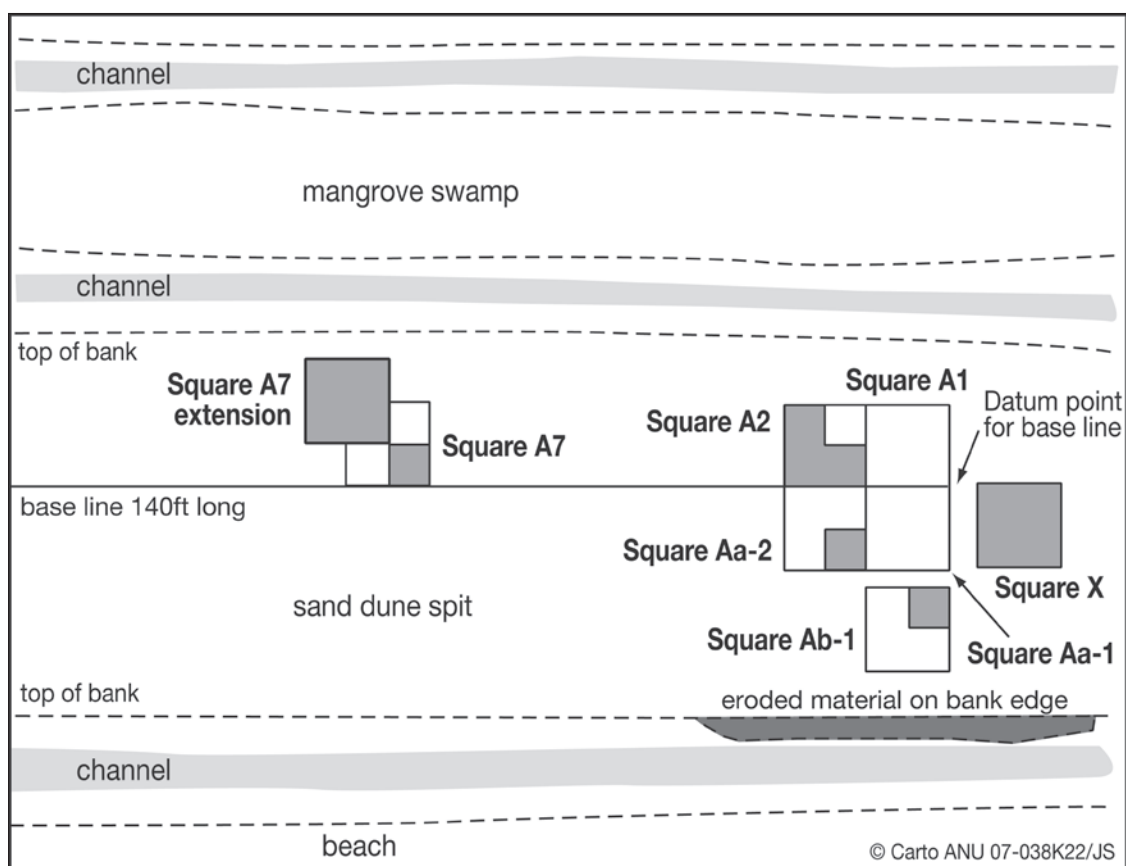 channel
mangrove swamp
channel
top of bank
Square A7
extension
Square A7
Square A1
Square A2
Datum point
for base line
base line 140ft long
Square Aa-2
Square X
sand dune spit
Square Ab-1
Square Aa-1
top of bank
eroded material on bank edge
channel
beach
© Carto ANU 07-038K22/JS